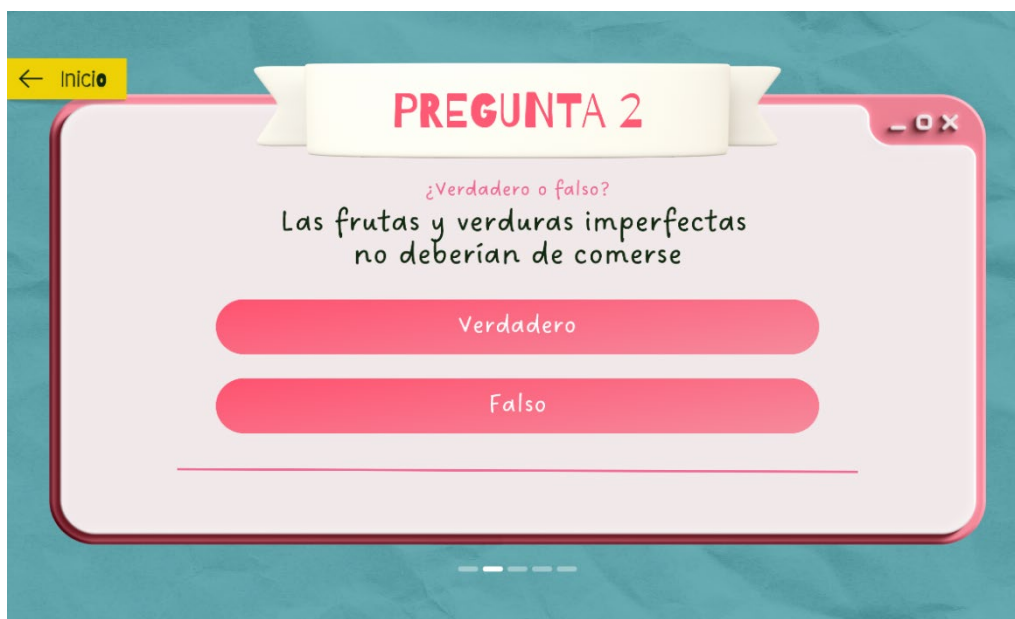 Inicio
PREGUNTA 2
¿Verdadero o falso?
Las frutas y verduras imperfectas
no deberían de comerse
Verdadero
Falso